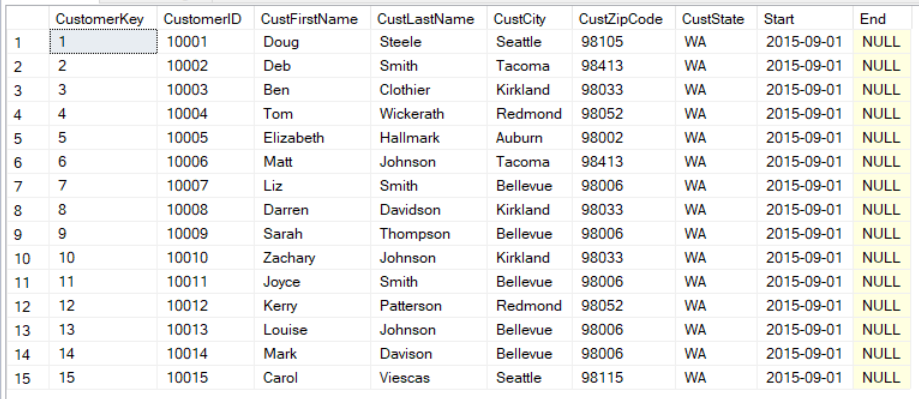 CustomerKey CustomerID CustFirstName CustLastName CustCity CustZipCode CustState Start End
1 1 10001 Doug Steele Seattle 98105 WA 2015-09-01 NULL
2 2 10002 Deb Smith Tacoma 98413 WA 2015-09-01 NULL
3 3 10003 Ben Clothier Kirkland 98033 WA 2015-09-01 NULL
4 4 10004 Tom Wickerath Redmond 98052 WA 2015-09-01 NULL
5 5 10005 Elizabeth Hallmark Auburn 98002 WA 2015-09-01 NULL
6 6 10006 Matt Johnson Tacoma 98413 WA 2015-09-01 NULL
7 7 10007 Liz Smith Bellevue 98006 WA 2015-09-01 NULL
8 8 10008 Darren Davidson Kirkland 98033 WA 2015-09-01 NULL
9 9 10009 Sarah Thompson Bellevue 98006 WA 2015-09-01 NULL
10 10 10010 Zachary Johnson Kirkland 98033 WA 2015-09-01 NULL
11 11 10011 Joyce Smith Bellevue 98006 WA 2015-09-01 NULL
12 12 10012 Kerry Patterson Redmond 98052 WA 2015-09-01 NULL
13 13 10013 Louise Johnson Bellevue 98006 WA 2015-09-01 NULL
14 14 10014 Mark Davison Bellevue 98006 WA 2015-09-01 NULL
15 15 10015 Carol Viescas Seattle 98115 WA 2015-09-01 NULL